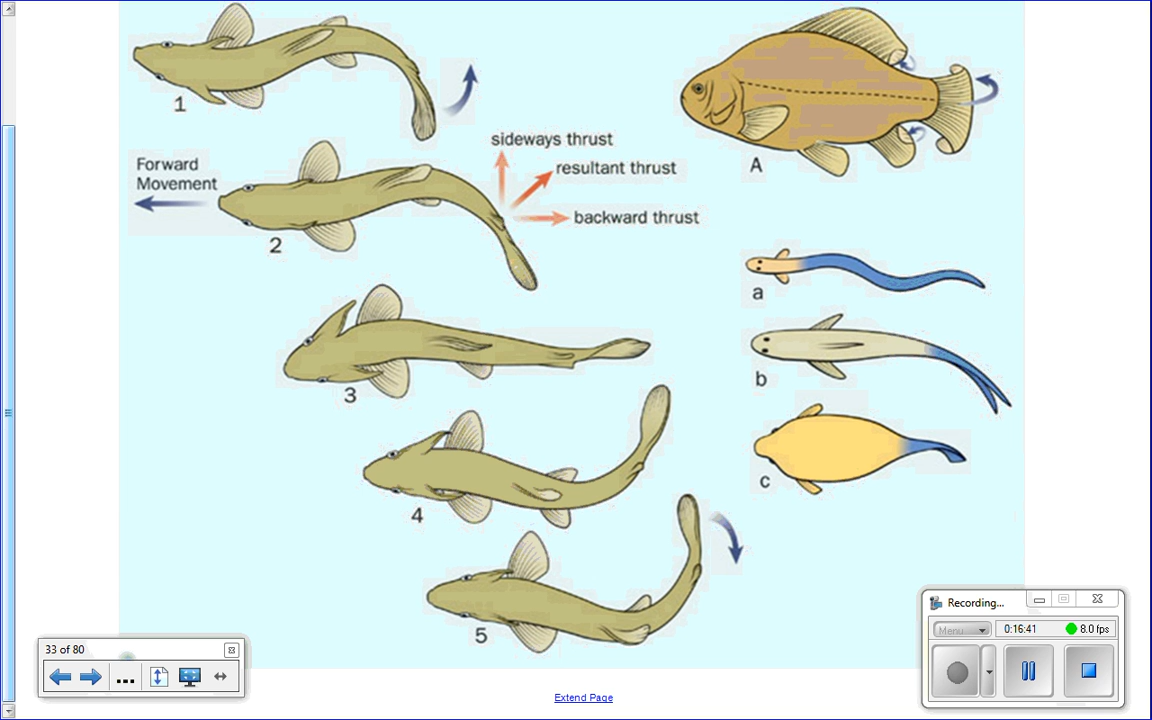 1
Forward
Movement
2
sideways thrust
resultant thrust
backward thrust
3
4
5
A
a
b
c
Recording...
Menu
0:16:41
8.0 fps
33 of 80
...
Extend Page